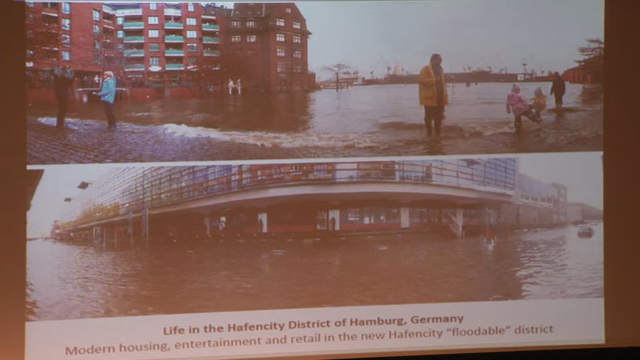 Life in the Hafencity District of Hamburg, Germany
Modern housing, entertainment and retail in the new Hafencity "floodable" district